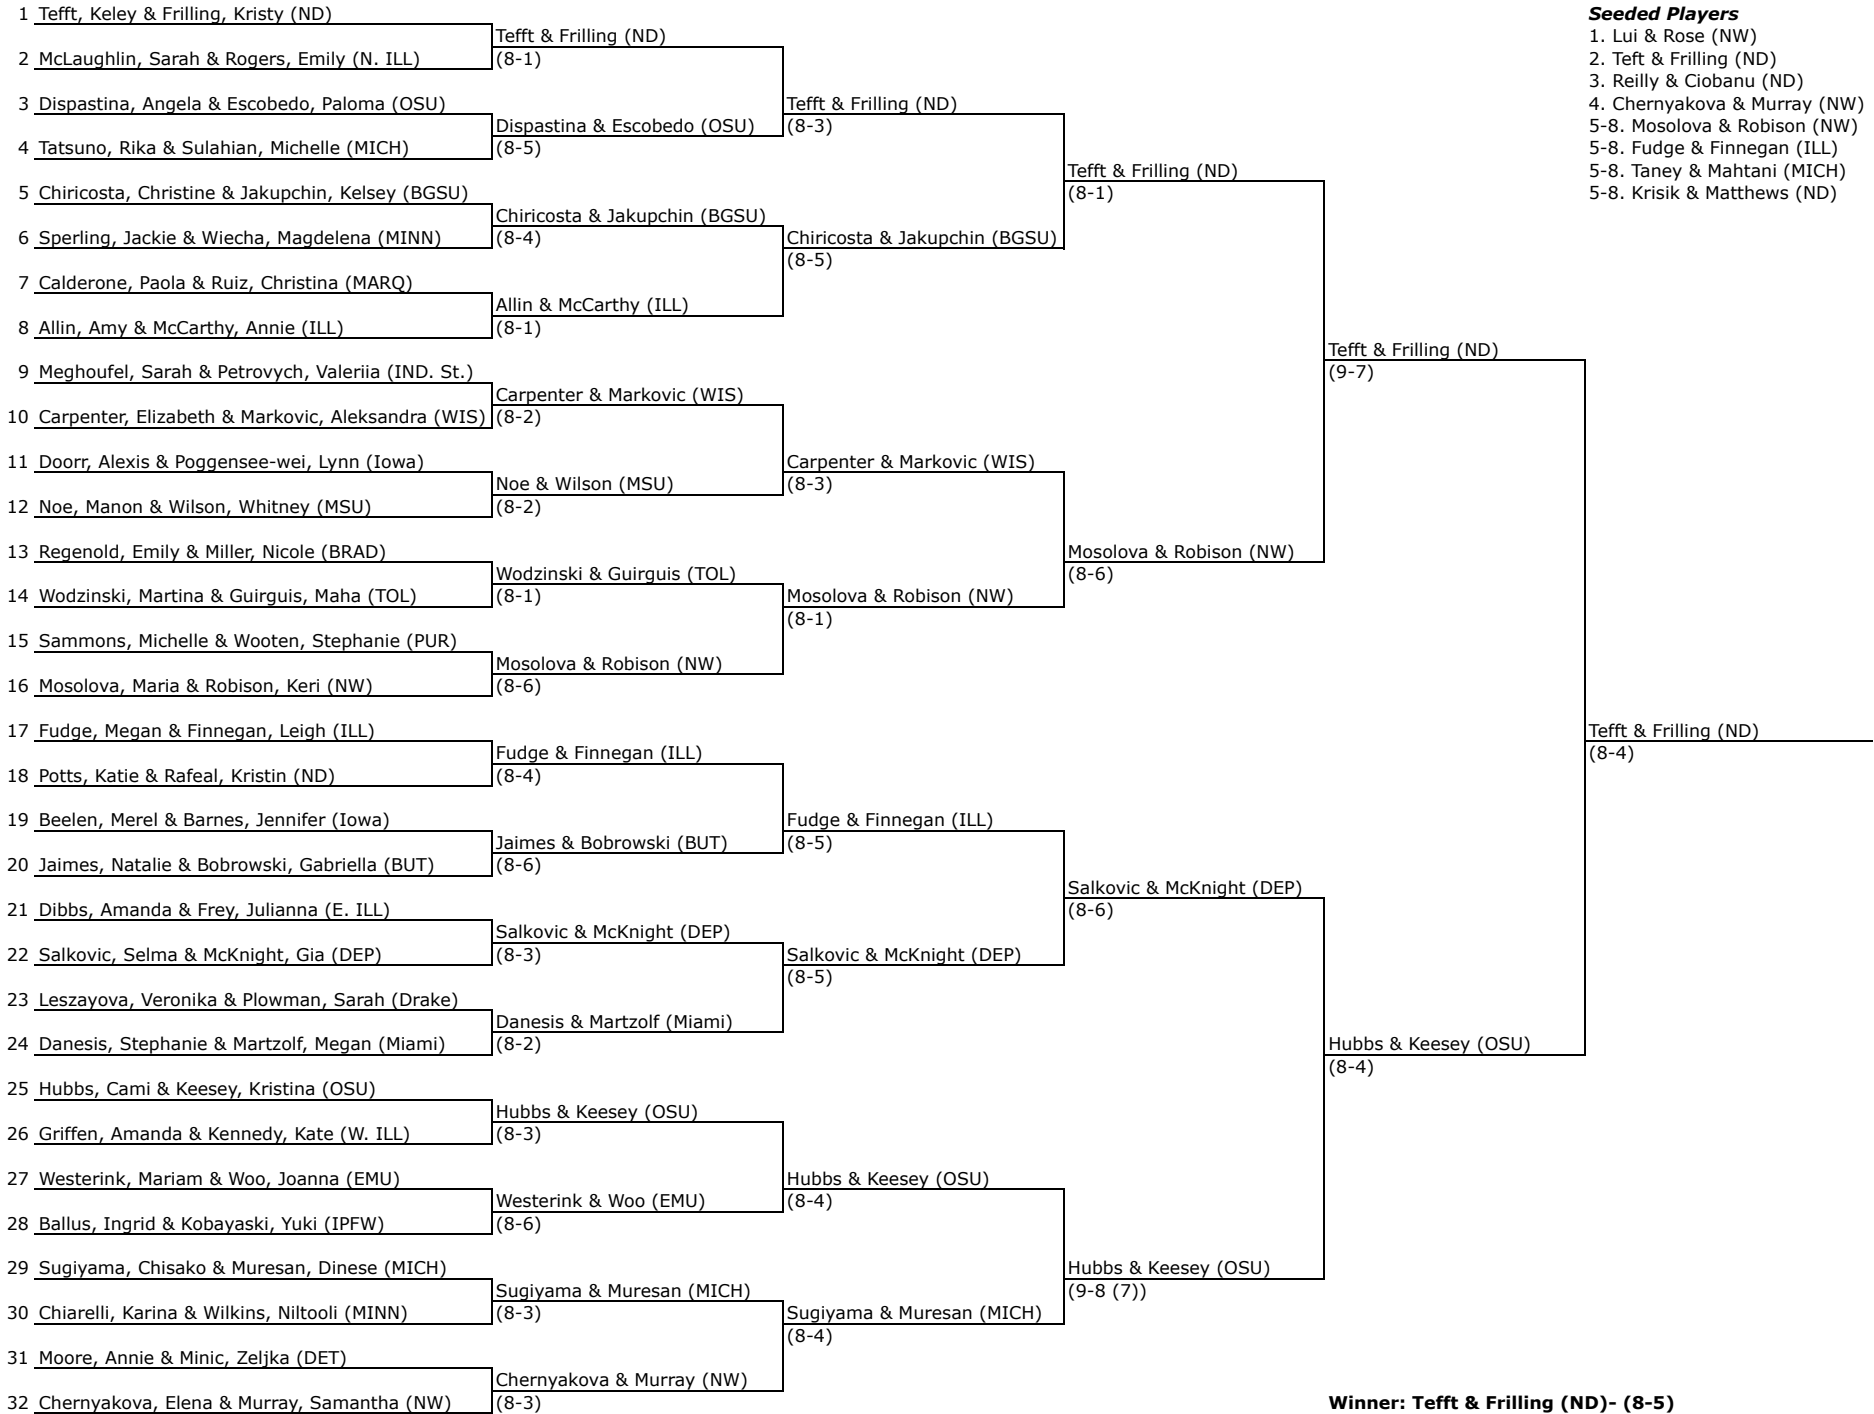 1 Tefft, Keley & Frilling, Kristy (ND)
2 McLaughlin, Sarah & Rogers, Emily (N. ILL)
3 Dispastina, Angela & Escobedo, Paloma (OSU)
4 Tatsuno, Rika & Sulahian, Michelle (MICH)
5 Chiricosta, Christine & Jakupchin, Kelsey (BGSU)
6 Sperling, Jackie & Wiecha, Magdelena (MINN)
7 Calderone, Paola & Ruiz, Christina (MARQ)
8 Allin, Amy & McCarthy, Annie (ILL)
9 Meghoufel, Sarah & Petrovych, Valeriia (IND. St.)
10 Carpenter, Elizabeth & Markovic, Aleksandra (WIS)
11 Doorr, Alexis & Poggensee-wei, Lynn (Iowa)
12 Noe, Manon & Wilson, Whitney (MSU)
13 Regenold, Emily & Miller, Nicole (BRAD)
14 Wodzinski, Martina & Guirguis, Maha (TOL)
15 Sammons, Michelle & Wooten, Stephanie (PUR)
16 Mosolova, Maria & Robison, Keri (NW)
17 Fudge, Megan & Finnegan, Leigh (ILL)
18 Potts, Katie & Rafeal, Kristin (ND)
19 Beelen, Merel & Barnes, Jennifer (Iowa)
20 Jaimes, Natalie & Bobrowski, Gabriella (BUT)
21 Dibbs, Amanda & Frey, Julianna (E. ILL)
22 Salkovic, Selma & McKnight, Gia (DEP)
23 Leszayova, Veronika & Plowman, Sarah (Drake)
24 Danesis, Stephanie & Martzolf, Megan (Miami)
25 Hubbs, Cami & Keesey, Kristina (OSU)
26 Griffen, Amanda & Kennedy, Kate (W. ILL)
27 Westerink, Mariam & Woo, Joanna (EMU)
28 Ballus, Ingrid & Kobayaski, Yuki (IPFW)
29 Sugiyama, Chisako & Muresan, Dinese (MICH)
30 Chiarelli, Karina & Wilkins, Niltooli (MINN)
31 Moore, Annie & Minic, Zeljka (DET)
32 Chernyakova, Elena & Murray, Samantha (NW)
Tefft & Frilling (ND)
(8-1)
Dispastina & Escobedo (OSU)
(8-5)
Chiricosta & Jakupchin (BGSU)
(8-4)
Allin & McCarthy (ILL)
(8-1)
Carpenter & Markovic (WIS)
(8-2)
Noe & Wilson (MSU)
(8-2)
Wodzinski & Guirguis (TOL)
(8-1)
Mosolova & Robison (NW)
(8-6)
Fudge & Finnegan (ILL)
(8-4)
Jaimes & Bobrowski (BUT)
(8-6)
Salkovic & McKnight (DEP)
(8-3)
Danesis & Martzolf (Miami)
(8-2)
Hubbs & Keesey (OSU)
(8-3)
Westerink & Woo (EMU)
(8-6)
Sugiyama & Muresan (MICH)
(8-3)
Chernyakova & Murray (NW)
(8-3)
Tefft & Frilling (ND)
(8-3)
Chiricosta & Jakupchin (BGSU)
(8-5)
Carpenter & Markovic (WIS)
(8-3)
Mosolova & Robison (NW)
(8-1)
Fudge & Finnegan (ILL)
(8-5)
Salkovic & McKnight (DEP)
(8-5)
Hubbs & Keesey (OSU)
(8-4)
Sugiyama & Muresan (MICH)
(8-4)
Tefft & Frilling (ND)
(8-1)
Mosolova & Robison (NW)
(8-6)
Salkovic & McKnight (DEP)
(8-6)
Hubbs & Keesey (OSU)
(9-8 (7))
Tefft & Frilling (ND)
(9-7)
Hubbs & Keesey (OSU)
(8-4)
Tefft & Frilling (ND)
(8-4)
Seeded Players
1. Lui & Rose (NW)
2. Teft & Frilling (ND)
3. Reilly & Ciobanu (ND)
4. Chernyakova & Murray (NW)
5-8. Mosolova & Robison (NW)
5-8. Fudge & Finnegan (ILL)
5-8. Taney & Mahtani (MICH)
5-8. Krisik & Matthews (ND)
Winner: Tefft & Frilling (ND)- (8-5)